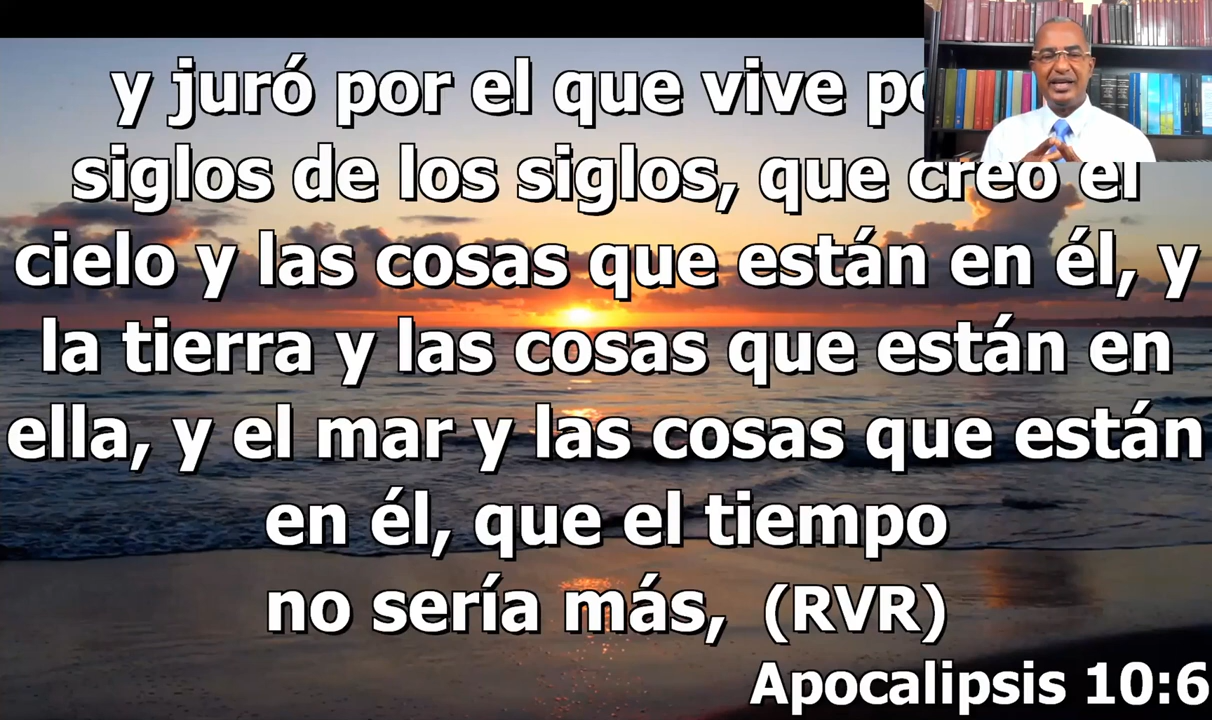 y juró por el que vive
siglos de los siglos, que creó el
cielo y las cosas que están en él, y
la tierra y las cosas que están en
ella, y el mar y las cosas que están
en él, que el tiempo
no sería más, (RVR)
Apocalipsis 10:6